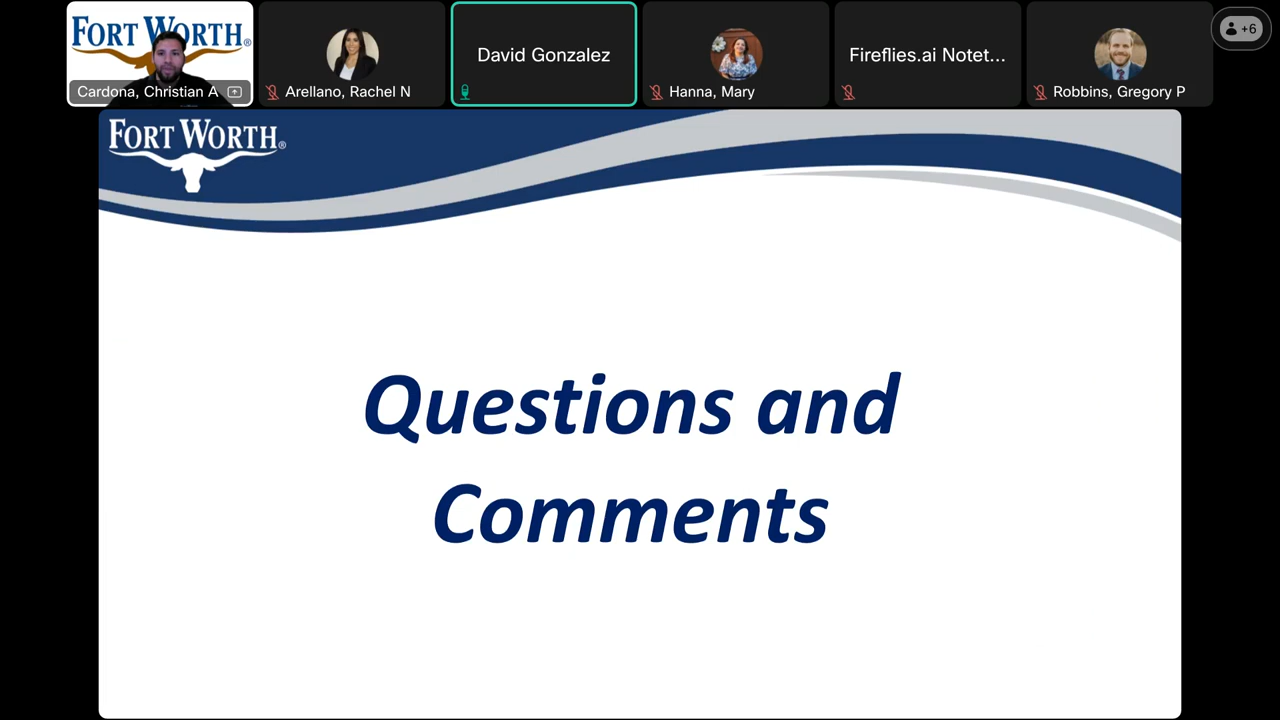 FORT WORTH®
Cardona, Christian A
Arellano, Rachel N
David Gonzalez
Hanna, Mary
Fireflies.ai Notet...
Robbins, Gregory P
+6
FORT WORTH®
Questions and
Comments